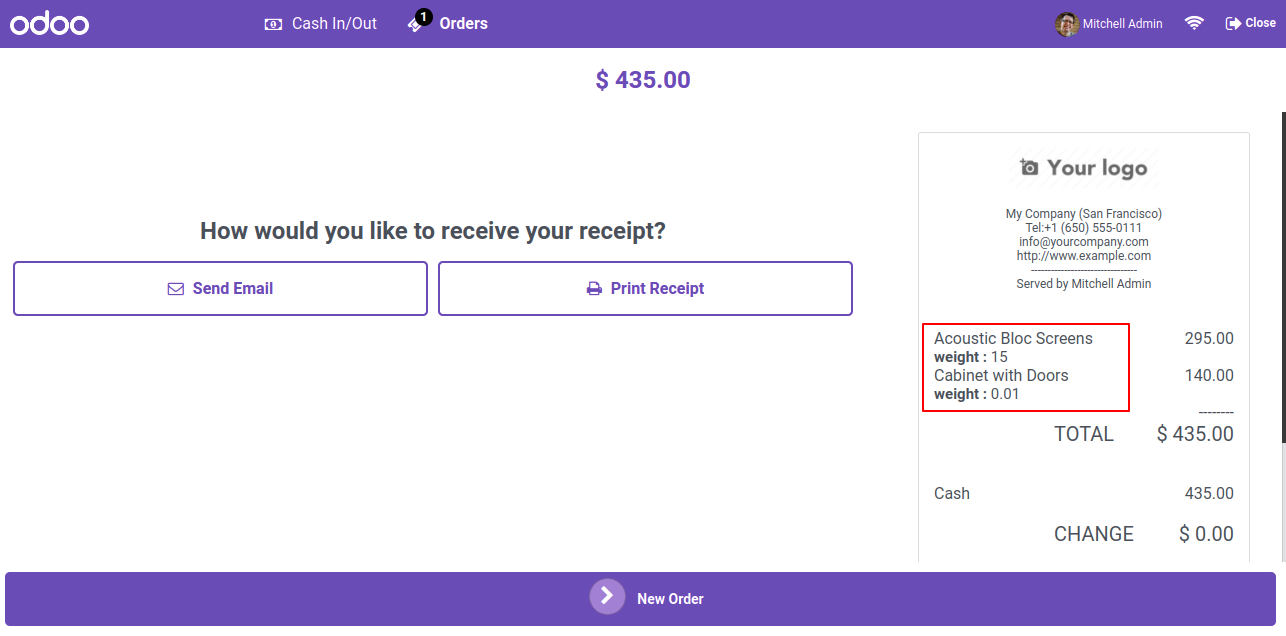 odoo Cash In/Out 1 Orders Mitchell Admin Close
$ 435.00
How would you like to receive your receipt?
Send Email Print Receipt
Your logo
My Company (San Francisco)
Tel:+1 (650) 555-0111
info@yourcompany.com
http://www.example.com
--------------------------------
Served by Mitchell Admin
Acoustic Bloc Screens 295.00
weight : 15
Cabinet with Doors 140.00
weight : 0.01
--------
TOTAL $ 435.00
Cash 435.00
CHANGE $ 0.00
New Order